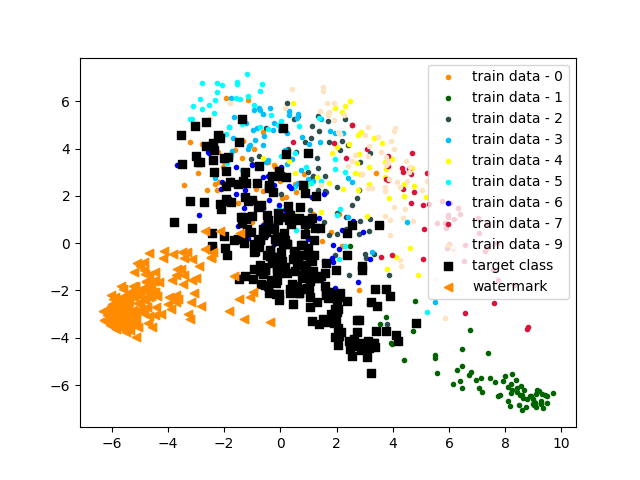 6
4
2
0
−2
−4
−6
−6 −4 −2 0 2 4 6 8 10
train data - 0
train data - 1
train data - 2
train data - 3
train data - 4
train data - 5
train data - 6
train data - 7
train data - 9
target class
watermark